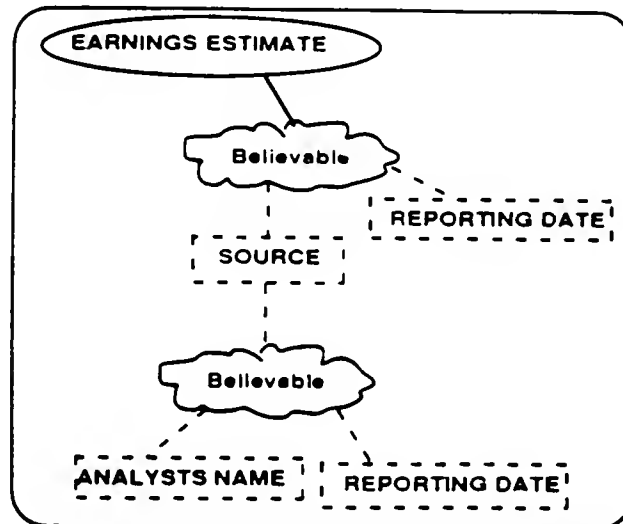 EARNINGS ESTIMATE
Believable
REPORTING DATE
SOURCE
Believable
ANALYSTS NAME
REPORTING DATE